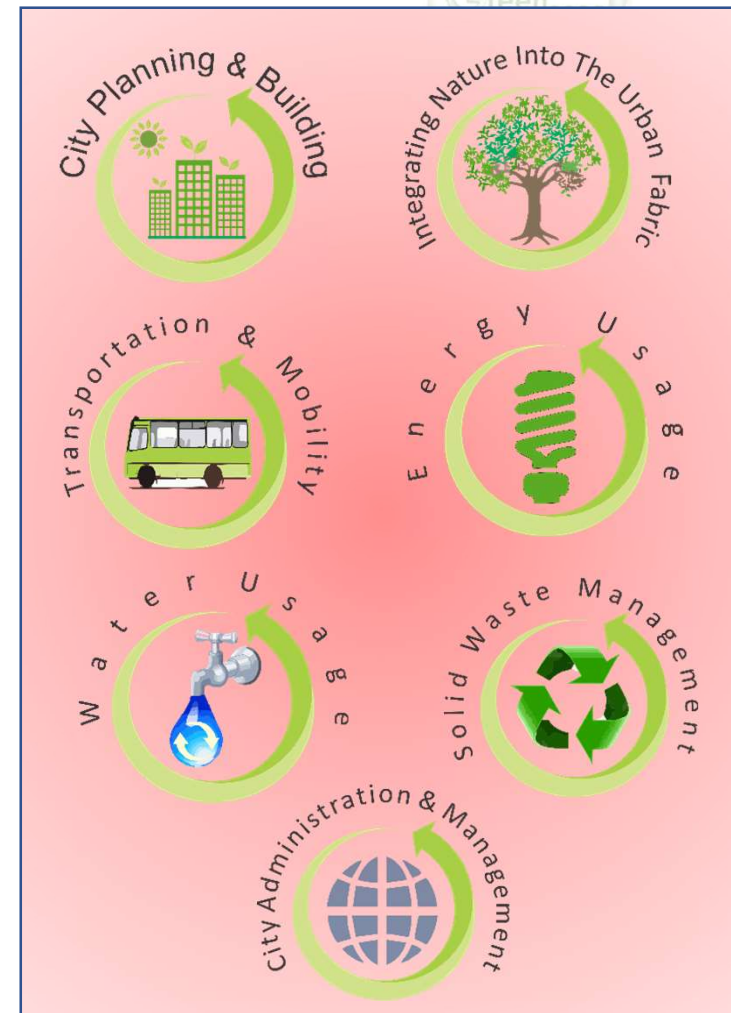 City Planning & Building
Integrating Nature Into The Urban Fabric
Transportation & Mobility
Energy Usage
Water Usage
Solid Waste Management
City Administration & Management